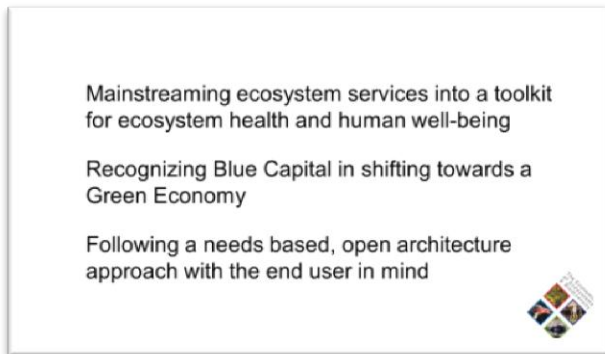 Mainstreaming ecosystem services into a toolkit
for ecosystem health and human well-being
Recognizing Blue Capital in shifting towards a
Green Economy
Following a needs based, open architecture
approach with the end user in mind